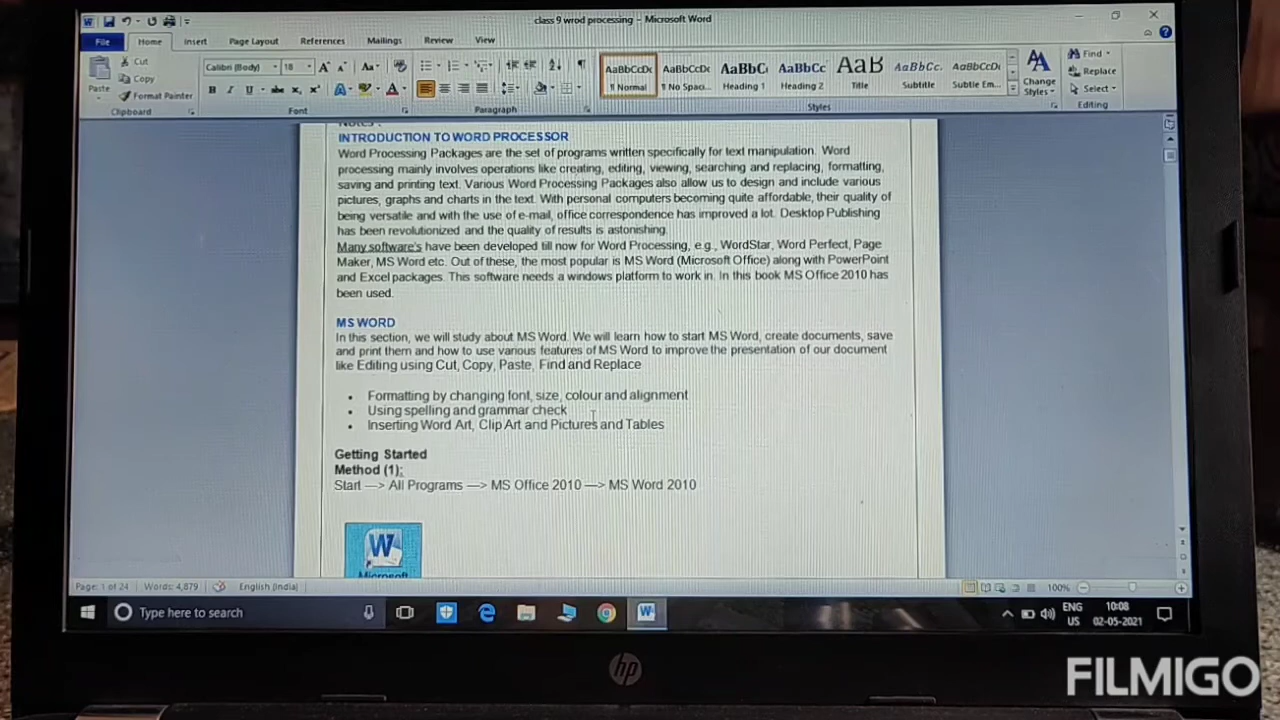 class 9 wrod processing - Microsoft Word
File Home Insert Page Layout References Mailings Review View
Cut
Copy
Paste
Format Painter
Clipboard
Calibri (Body) 18
Font
Paragraph
AaBbCcDc AaBbCcDc AaBbC AaBbCc AaB AaBbCc. AaBbCcDc
¶ Normal ¶ No Spaci... Heading 1 Heading 2 Title Subtitle Subtle Em...
Change
Styles
Styles
Find
Replace
Select
Editing
INTRODUCTION TO WORD PROCESSOR
Word Processing Packages are the set of programs written specifically for text manipulation. Word
processing mainly involves operations like creating, editing, viewing, searching and replacing, formatting,
saving and printing text. Various Word Processing Packages also allow us to design and include various
pictures, graphs and charts in the text. With personal computers becoming quite affordable, their quality of
being versatile and with the use of e-mail, office correspondence has improved a lot. Desktop Publishing
has been revolutionized and the quality of results is astonishing.
Many software's have been developed till now for Word Processing, e.g., WordStar, Word Perfect, Page
Maker, MS Word etc. Out of these, the most popular is MS Word (Microsoft Office) along with PowerPoint
and Excel packages. This software needs a windows platform to work in. In this book MS Office 2010 has
been used.
MS WORD
In this section, we will study about MS Word. We will learn how to start MS Word, create documents, save
and print them and how to use various features of MS Word to improve the presentation of our document
like Editing using Cut, Copy, Paste, Find and Replace
• Formatting by changing font, size, colour and alignment
• Using spelling and grammar check
• Inserting Word Art, Clip Art and Pictures and Tables
Getting Started
Method (1):
Start —> All Programs —> MS Office 2010 —> MS Word 2010
W
Microsoft
Page: 1 of 24 Words: 4,879 English (India) 100%
Type here to search
ENG
US
10:08
02-05-2021
hp
FILMIGO